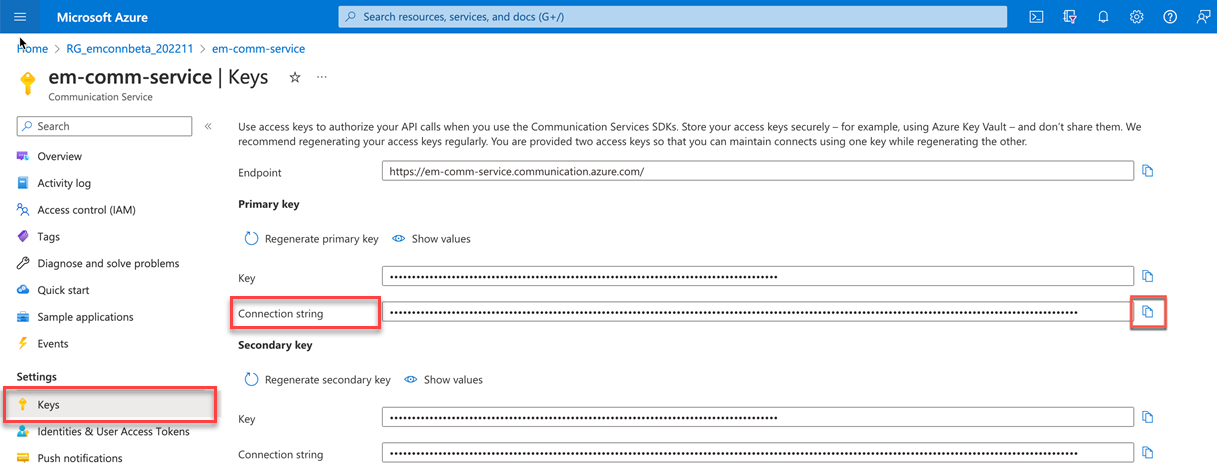 Microsoft Azure
Search resources, services, and docs (G+/)
Home > RG_emconnbeta_202211 > em-comm-service
em-comm-service | Keys
Communication Service
Search
Overview
Activity log
Access control (IAM)
Tags
Diagnose and solve problems
Quick start
Sample applications
Events
Settings
Keys
Identities & User Access Tokens
Push notifications
Use access keys to authorize your API calls when you use the Communication Services SDKs. Store your access keys securely – for example, using Azure Key Vault – and don't share them. We
recommend regenerating your access keys regularly. You are provided two access keys so that you can maintain connects using one key while regenerating the other.
Endpoint https://em-comm-service.communication.azure.com/
Primary key
Regenerate primary key Show values
Key
Connection string
Secondary key
Regenerate secondary key Show values
Key
Connection string